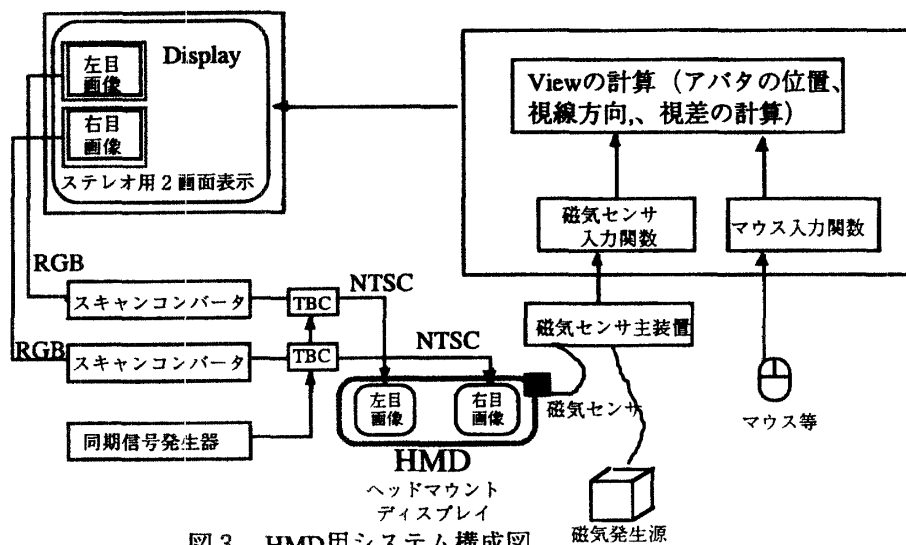 Display
左目
画像
右目
画像
ステレオ用2画面表示
Viewの計算（アバタの位置、
視線方向,、視差の計算）
磁気センサ
入力関数
マウス入力関数
RGB
スキャンコンバータ
TBC
NTSC
RGB
スキャンコンバータ
TBC
NTSC
同期信号発生器
磁気センサ主装置
左目
画像
右目
画像
磁気センサ
マウス等
HMD
ヘッドマウント
ディスプレイ
磁気発生源
図3 HMD用システム構成図